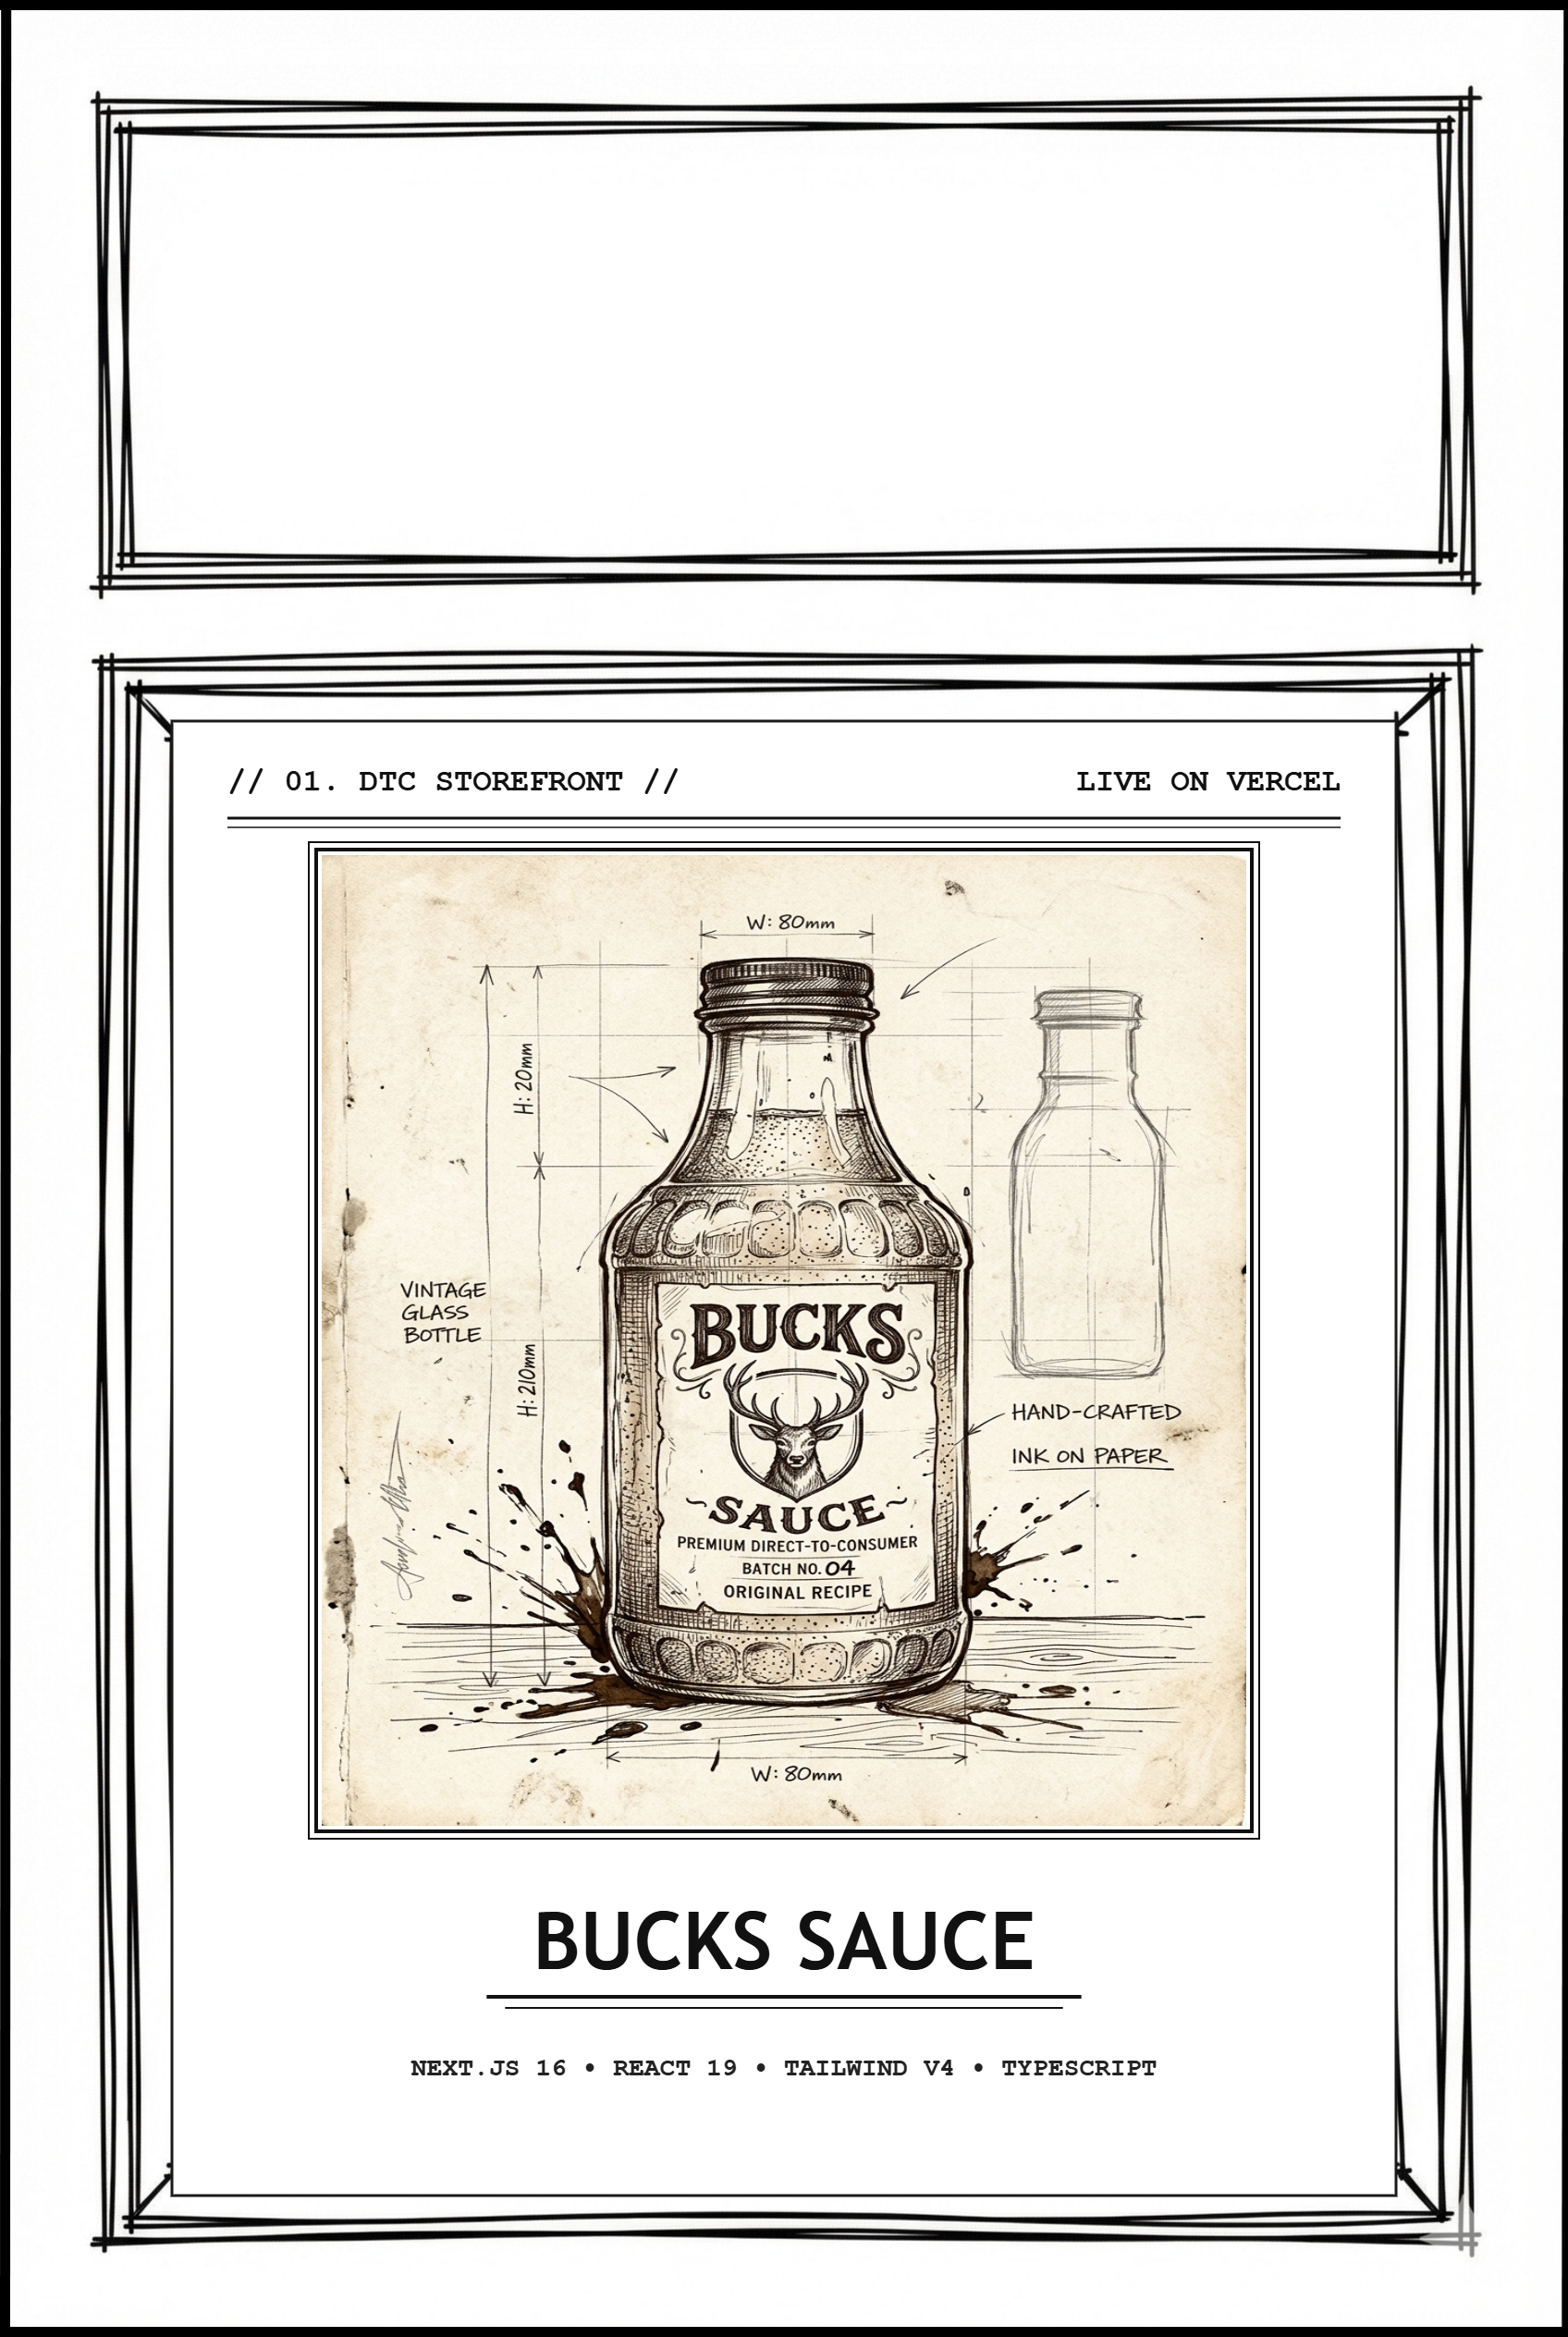 // 01. DTC STOREFRONT // LIVE ON VERCEL
W: 80mm
H: 20mm
VINTAGE
GLASS
BOTTLE
H: 210mm
BUCKS
SAUCE
PREMIUM DIRECT-TO-CONSUMER
BATCH NO. 04
ORIGINAL RECIPE
HAND-CRAFTED
INK ON PAPER
W: 80mm
BUCKS SAUCE
NEXT.JS 16 • REACT 19 • TAILWIND V4 • TYPESCRIPT